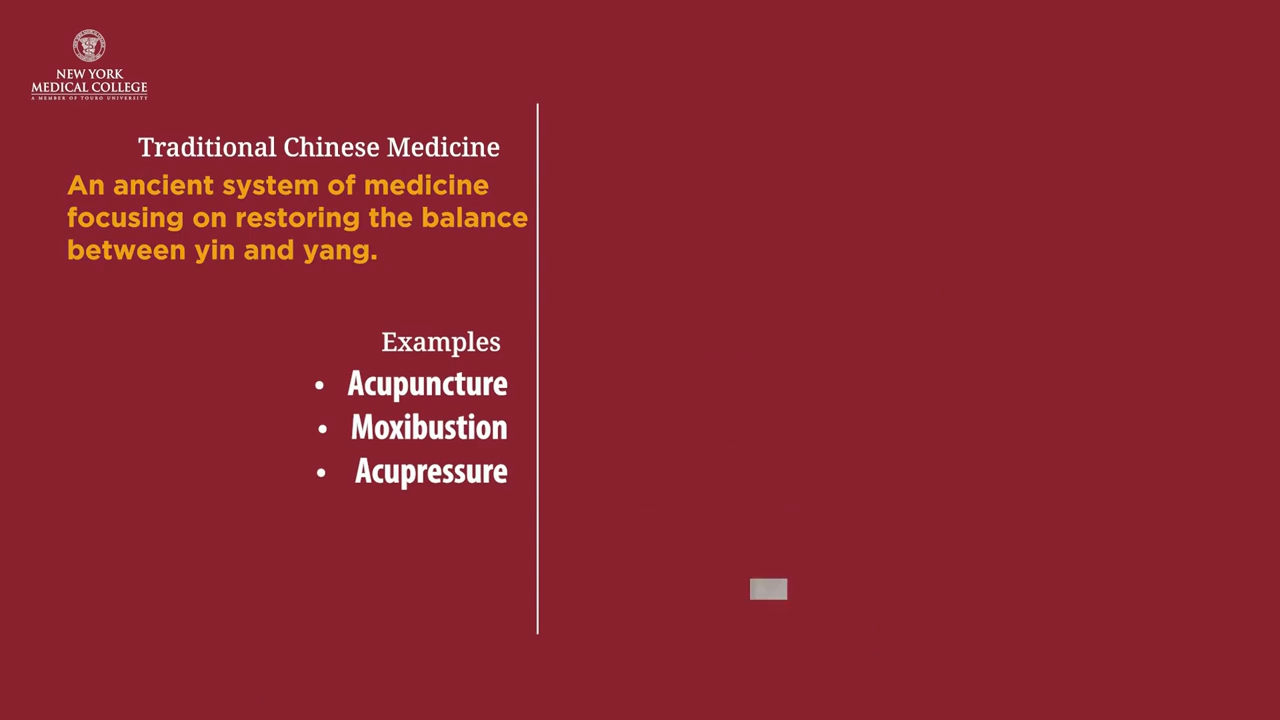 NEW YORK
MEDICAL COLLEGE
A MEMBER OF TOURO UNIVERSITY
Traditional Chinese Medicine
An ancient system of medicine
focusing on restoring the balance
between yin and yang.
Examples
• Acupuncture
• Moxibustion
• Acupressure